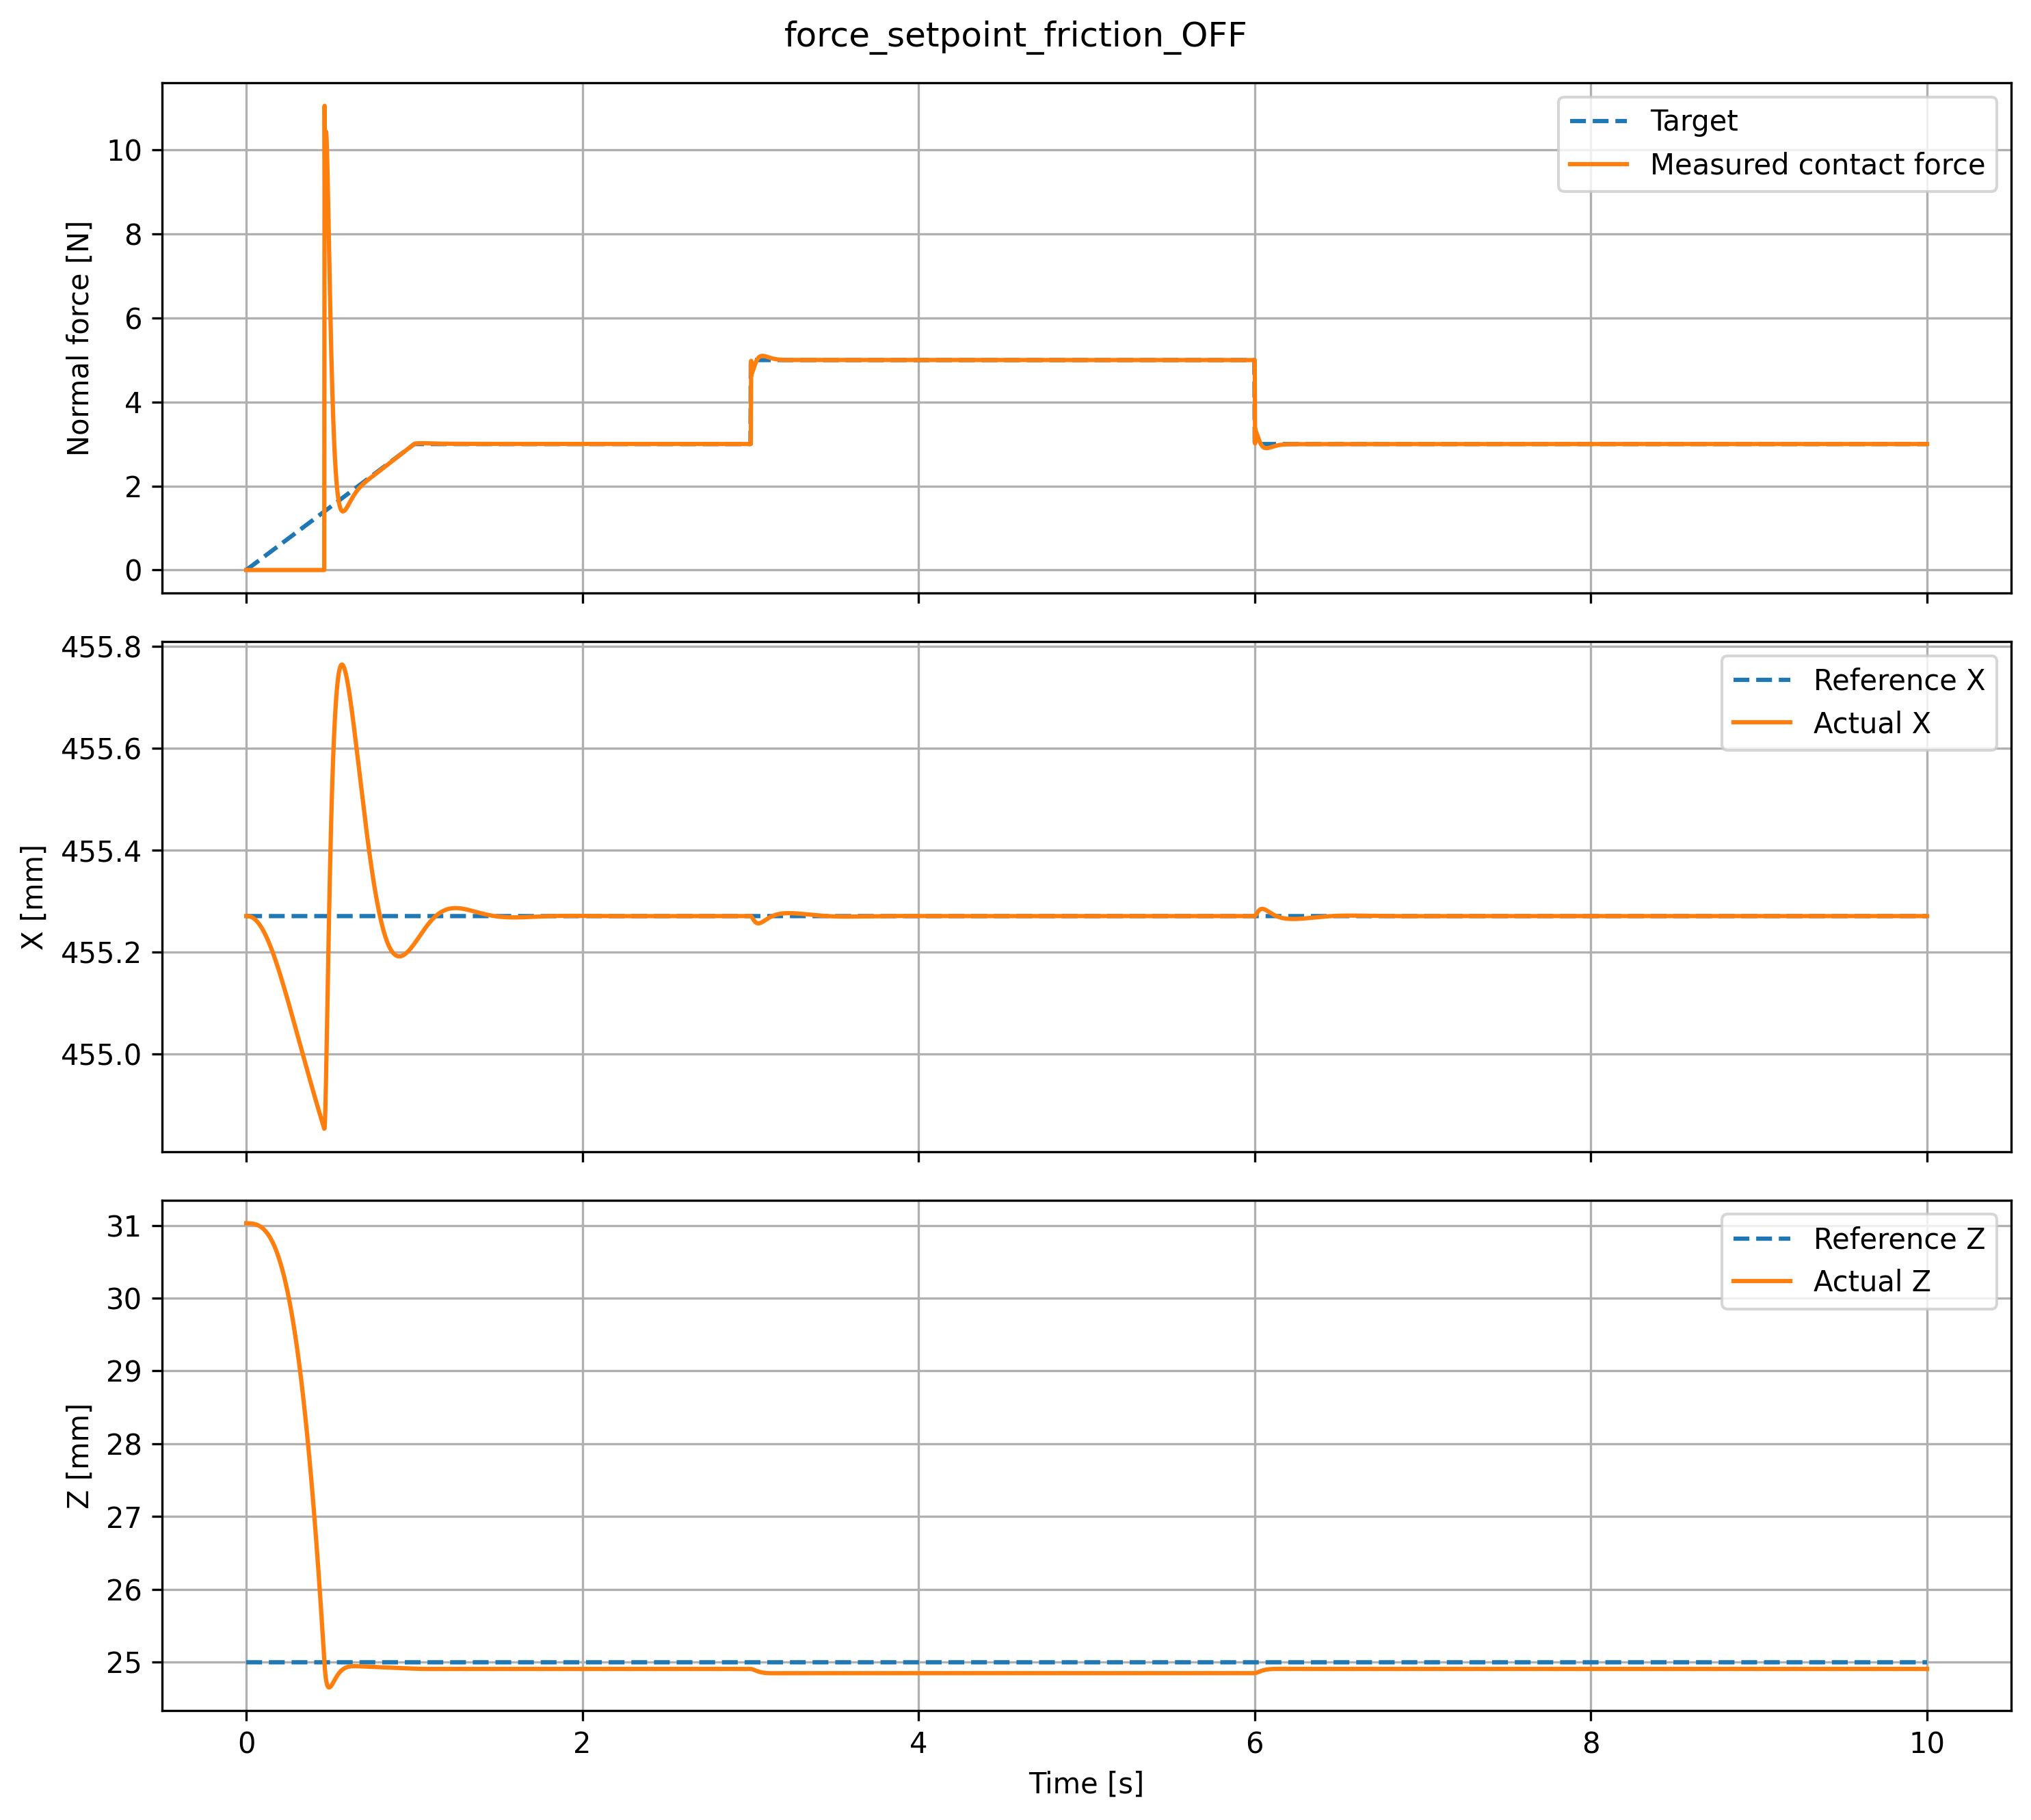 force_setpoint_friction_OFF
Normal force [N]
10
8
6
4
2
0
Target
Measured contact force
X [mm]
455.8
455.6
455.4
455.2
455.0
Reference X
Actual X
Z [mm]
31
30
29
28
27
26
25
Reference Z
Actual Z
0
2
4
6
8
10
Time [s]